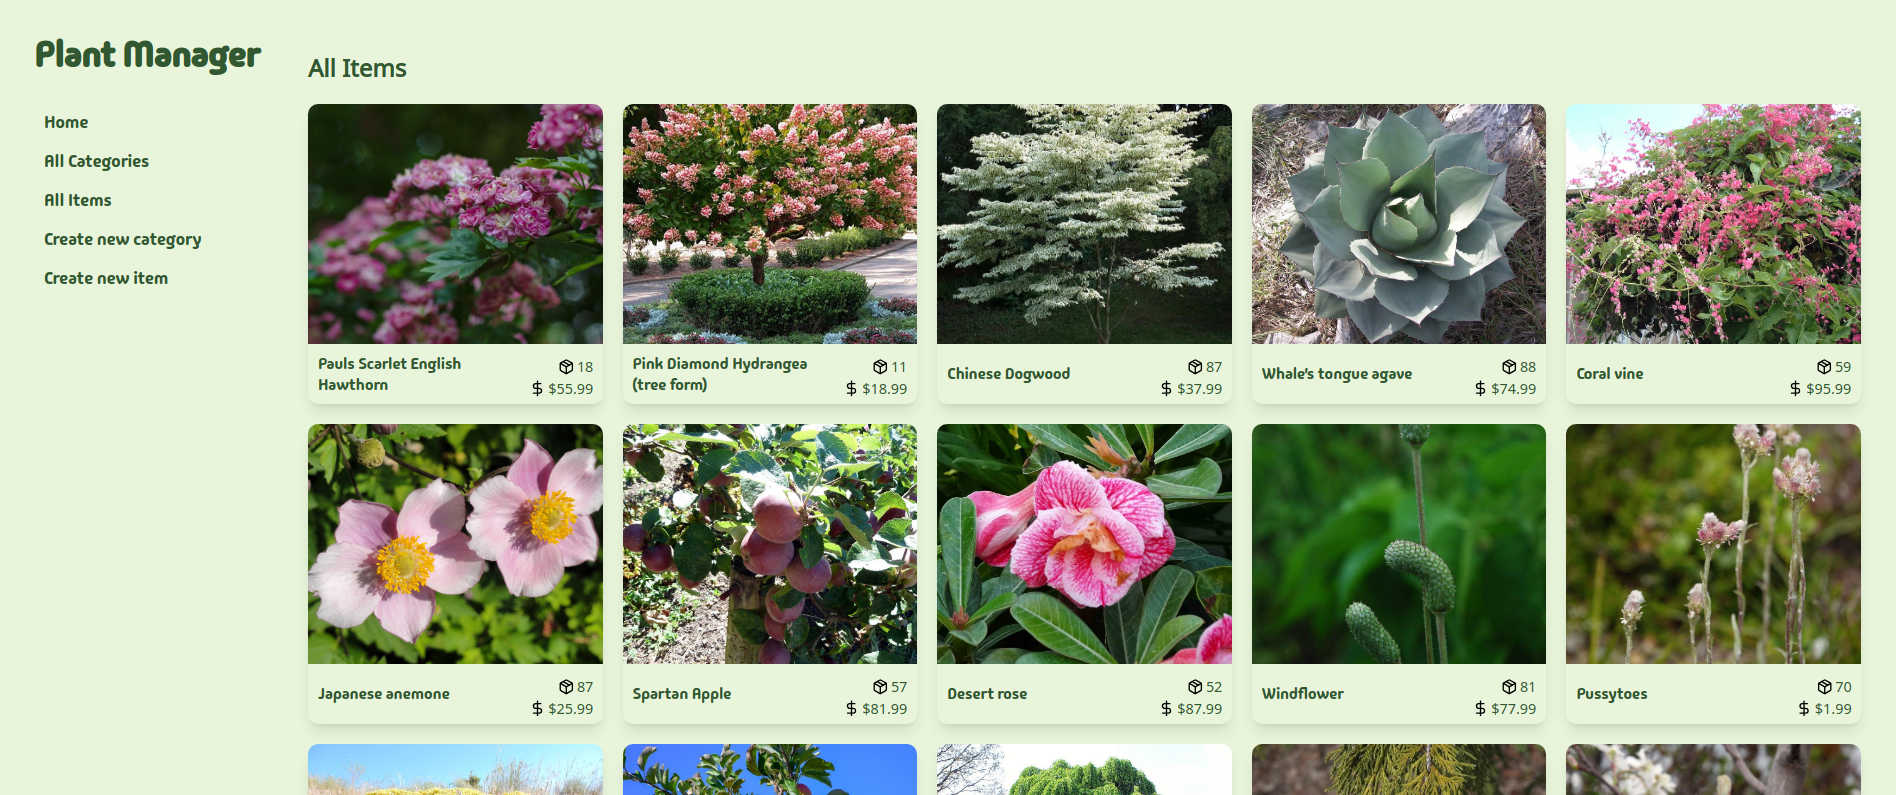 Plant Manager
Home
All Categories
All Items
Create new category
Create new item
All Items
Pauls Scarlet English
Hawthorn
18
$ $55.99
Pink Diamond Hydrangea
(tree form)
11
$ $18.99
Chinese Dogwood
87
$ $37.99
Whale's tongue agave
88
$ $74.99
Coral vine
59
$ $95.99
Japanese anemone
87
$ $25.99
Spartan Apple
57
$ $81.99
Desert rose
52
$ $87.99
Windflower
81
$ $77.99
Pussytoes
70
$ $1.99